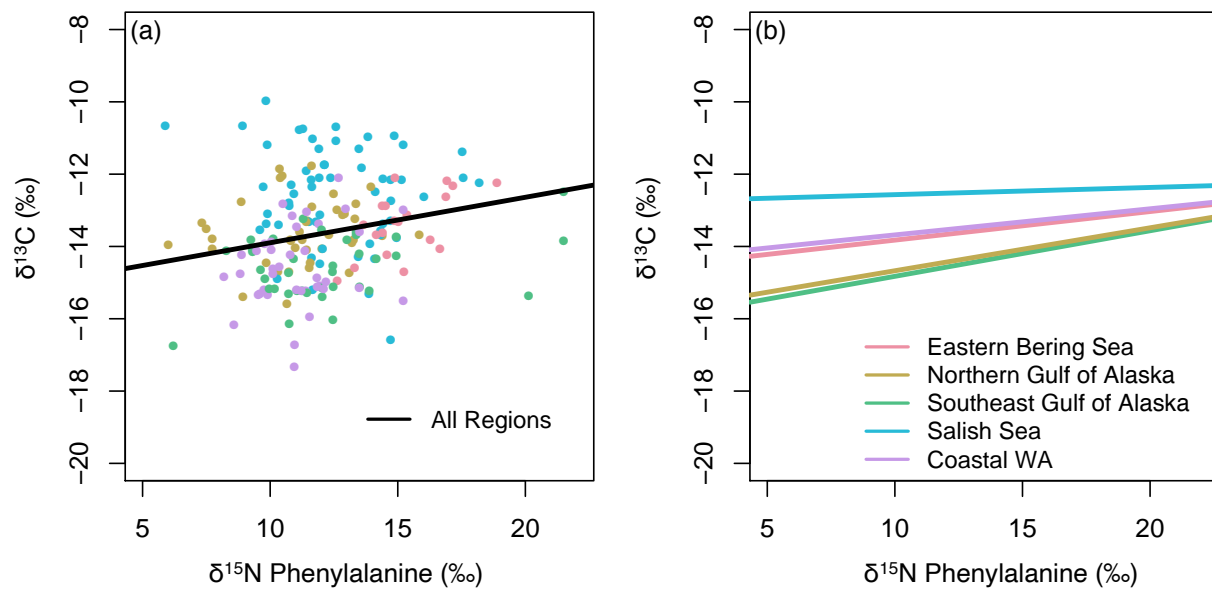 (a)
−8
−10
−12
−14
−16
−18
−20
δ¹³C (‰)
All Regions
5
10
15
20
δ¹⁵N Phenylalanine (‰)
(b)
−8
−10
−12
−14
−16
−18
−20
δ¹³C (‰)
Eastern Bering Sea
Northern Gulf of Alaska
Southeast Gulf of Alaska
Salish Sea
Coastal WA
5
10
15
20
δ¹⁵N Phenylalanine (‰)